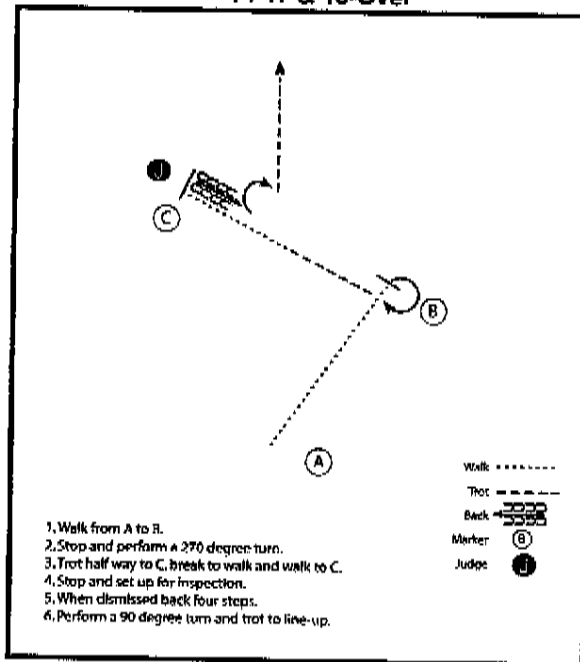 & 10-Over
J
C
B
A
Walk
Trot
Back
Marker B
Judge J
1. Walk from A to B.
2. Stop and perform a 270 degree turn.
3. Trot half way to C, break to walk and walk to C.
4. Stop and set up for inspection.
5. When dismissed back four steps.
6. Perform a 90 degree turn and trot to line-up.